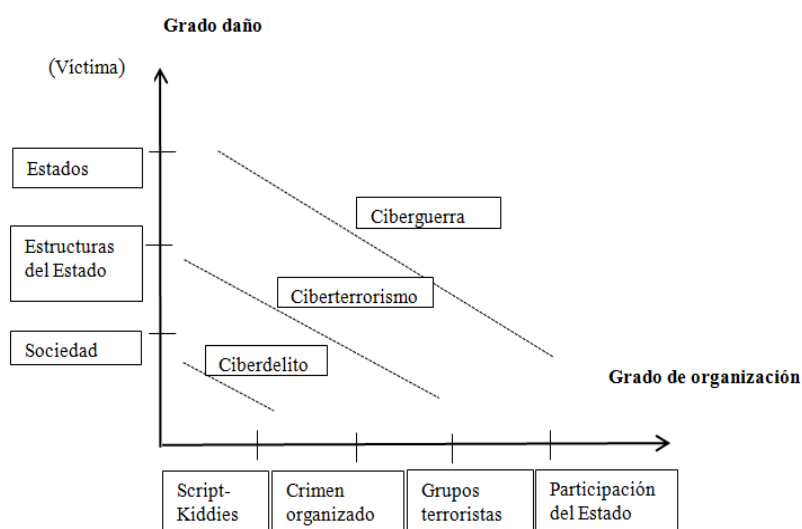 Grado daño
(Víctima)
Estados
Ciberguerra
Estructuras
del Estado
Ciberterrorismo
Sociedad
Ciberdelito
Grado de organización
Script-
Kiddies
Crimen
organizado
Grupos
terroristas
Participación
del Estado